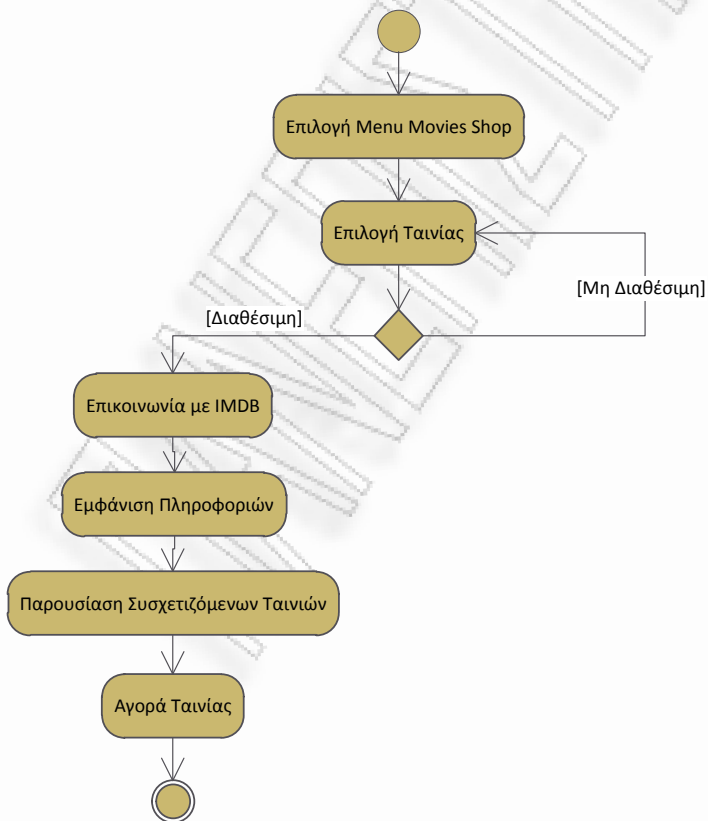 Επιλογή Menu Movies Shop
Επιλογή Ταινίας
[Μη Διαθέσιμη]
[Διαθέσιμη]
Επικοινωνία με IMDB
Εμφάνιση Πληροφοριών
Παρουσίαση Συσχετιζόμενων Ταινιών
Αγορά Ταινίας